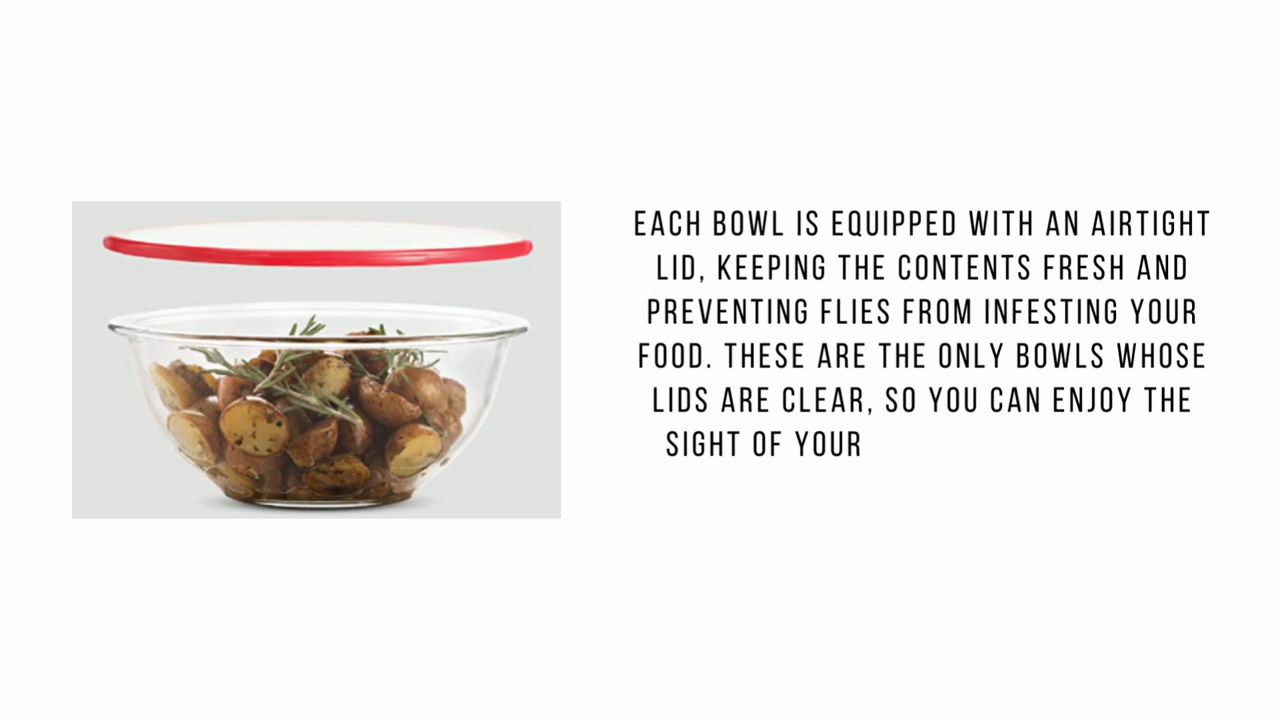 EACH BOWL IS EQUIPPED WITH AN AIRTIGHT
LID, KEEPING THE CONTENTS FRESH AND
PREVENTING FLIES FROM INFESTING YOUR
FOOD. THESE ARE THE ONLY BOWLS WHOSE
LIDS ARE CLEAR, SO YOU CAN ENJOY THE
SIGHT OF YOUR